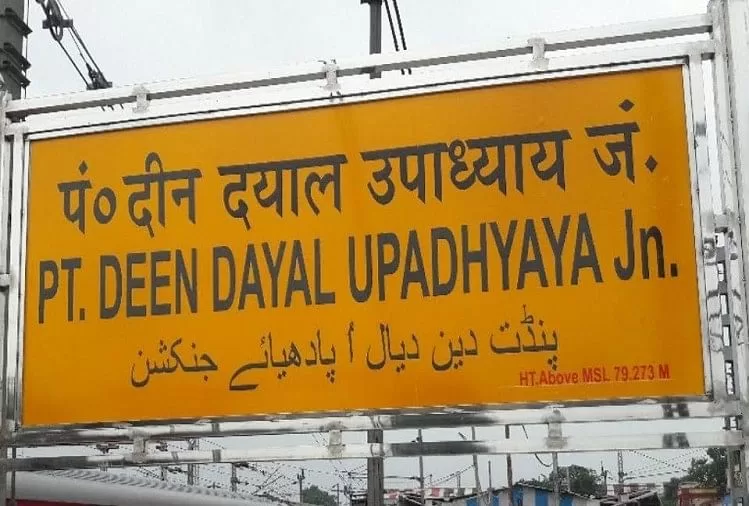 पं० दीन दयाल उपाध्याय जं.
PT. DEEN DAYAL UPADHYAYA Jn.
پنڈت دین دیال اُ پادھیائے جنکشن
HT.Above MSL 79.273 M